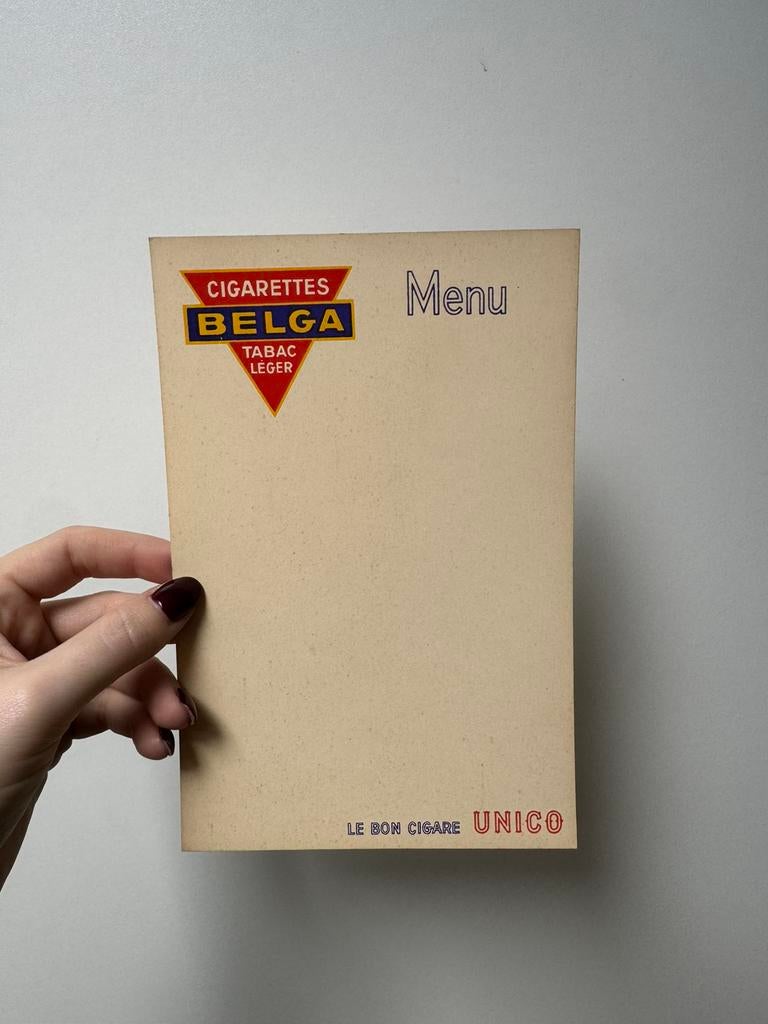 CIGARETTES
BELGA
TABAC
LÉGER
Menu
LE BON CIGARE UNICO